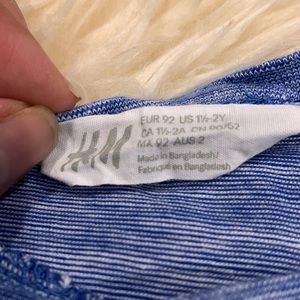 H&M
EUR 92 US 1½-2Y
CA 1½-2A CN 90/52
MX 92 AUS 2
Made in Bangladesh/
Fabriqué en Bangladesh